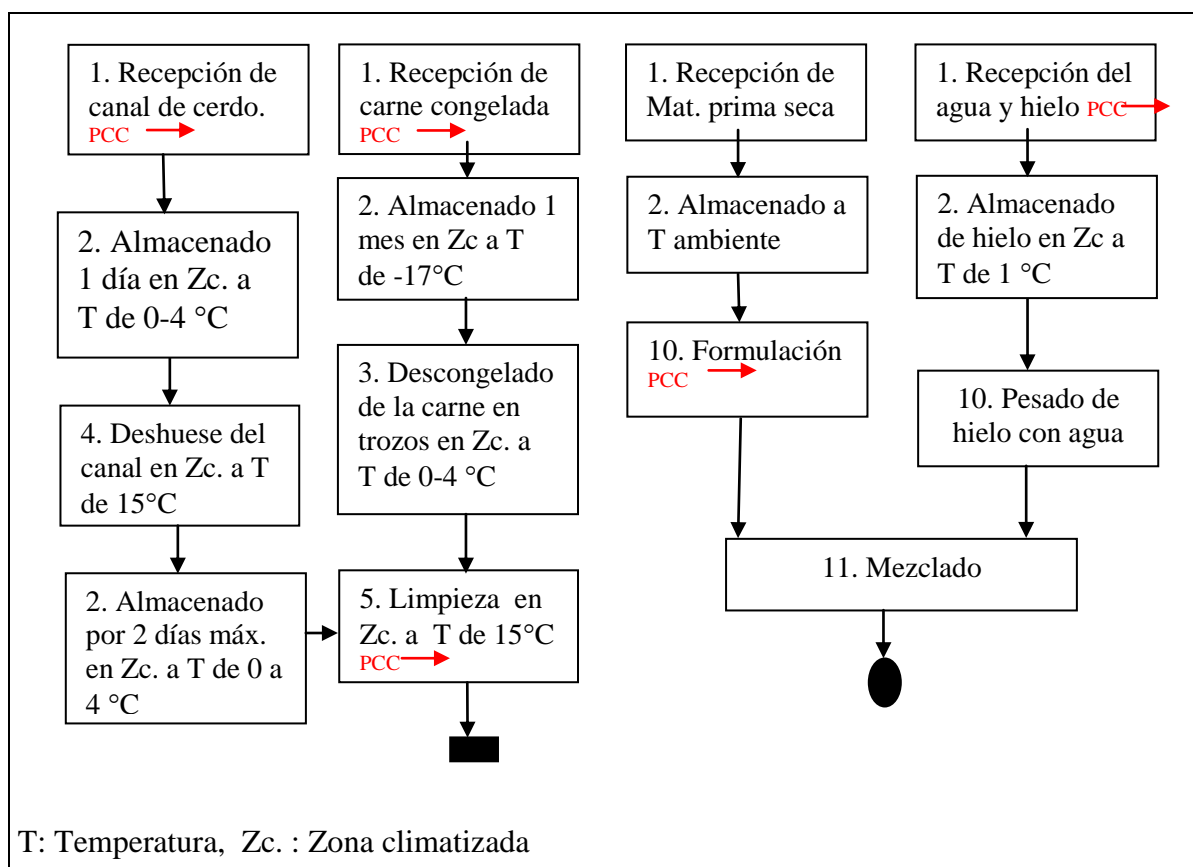 1. Recepción de
canal de cerdo.
PCC
2. Almacenado
1 día en Zc. a
T de 0-4 °C
4. Deshuese del
canal en Zc. a T
de 15°C
2. Almacenado
por 2 días máx.
en Zc. a T de 0 a
4 °C
1. Recepción de
carne congelada
PCC
2. Almacenado 1
mes en Zc a T
de -17°C
3. Descongelado
de la carne en
trozos en Zc. a
T de 0-4 °C
5. Limpieza en
Zc. a T de 15°C
PCC
1. Recepción de
Mat. prima seca
2. Almacenado a
T ambiente
10. Formulación
PCC
1. Recepción del
agua y hielo PCC
2. Almacenado
de hielo en Zc a
T de 1 °C
10. Pesado de
hielo con agua
11. Mezclado
T: Temperatura, Zc. : Zona climatizada